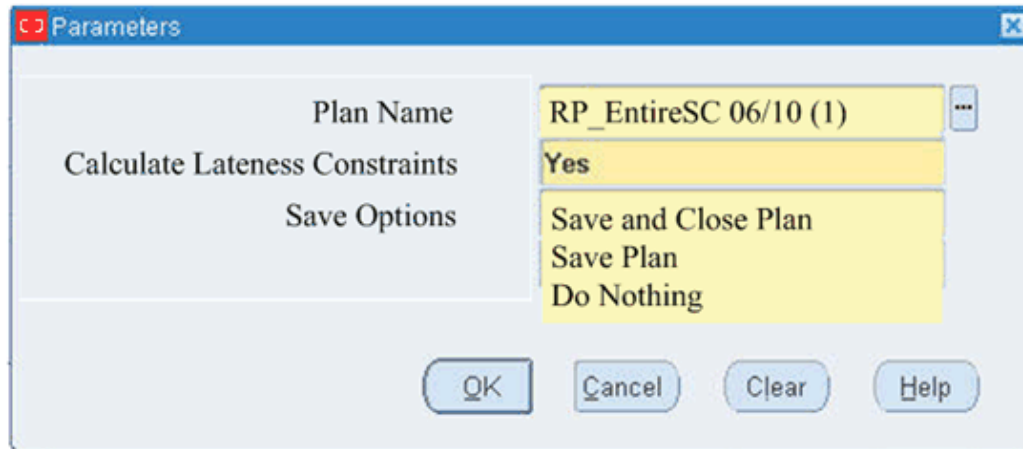 Parameters
Plan Name RP_EntireSC 06/10 (1)
Calculate Lateness Constraints Yes
Save Options Save and Close Plan
Save Plan
Do Nothing
OK Cancel Clear Help